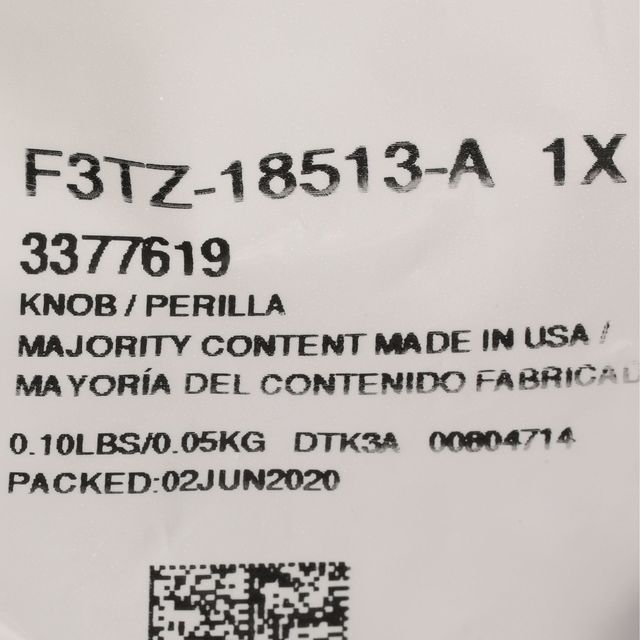 F3TZ-18513-A 1X
3377619
KNOB / PERILLA
MAJORITY CONTENT MADE IN USA /
MAYORÍA DEL CONTENIDO FABRICAD
0.10LBS/0.05KG DTK3A 00804714
PACKED:02JUN2020